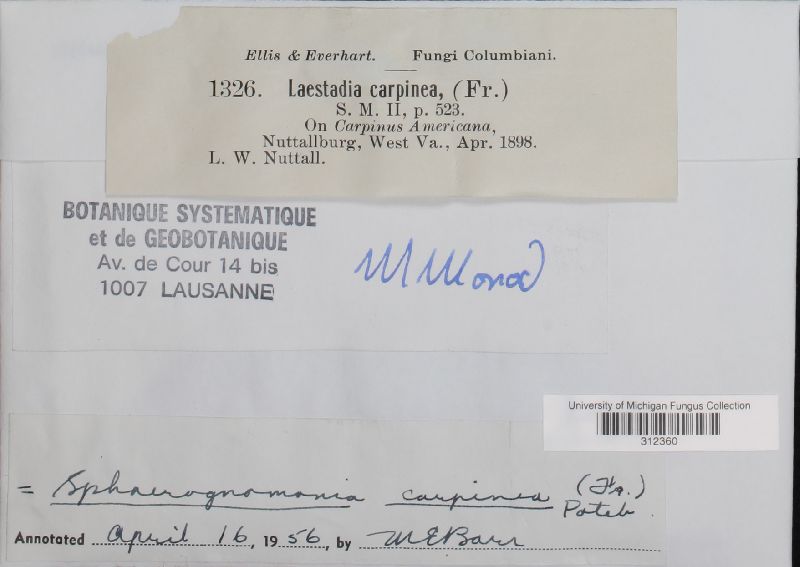 Ellis & Everhart. Fungi Columbiani.
1326. Laestadia carpinea, (Fr.)
S. M. II, p. 523.
On Carpinus Americana,
Nuttallburg, West Va., Apr. 1898.
L. W. Nuttall.
BOTANIQUE SYSTEMATIQUE
et de GEOBOTANIQUE
Av. de Cour 14 bis
1007 LAUSANNE
M Monod
University of Michigan Fungus Collection
312360
= Sphaerognomonia carpinea (Fr.)
Poteb.
Annotated April 16, 1956, by M E Barr